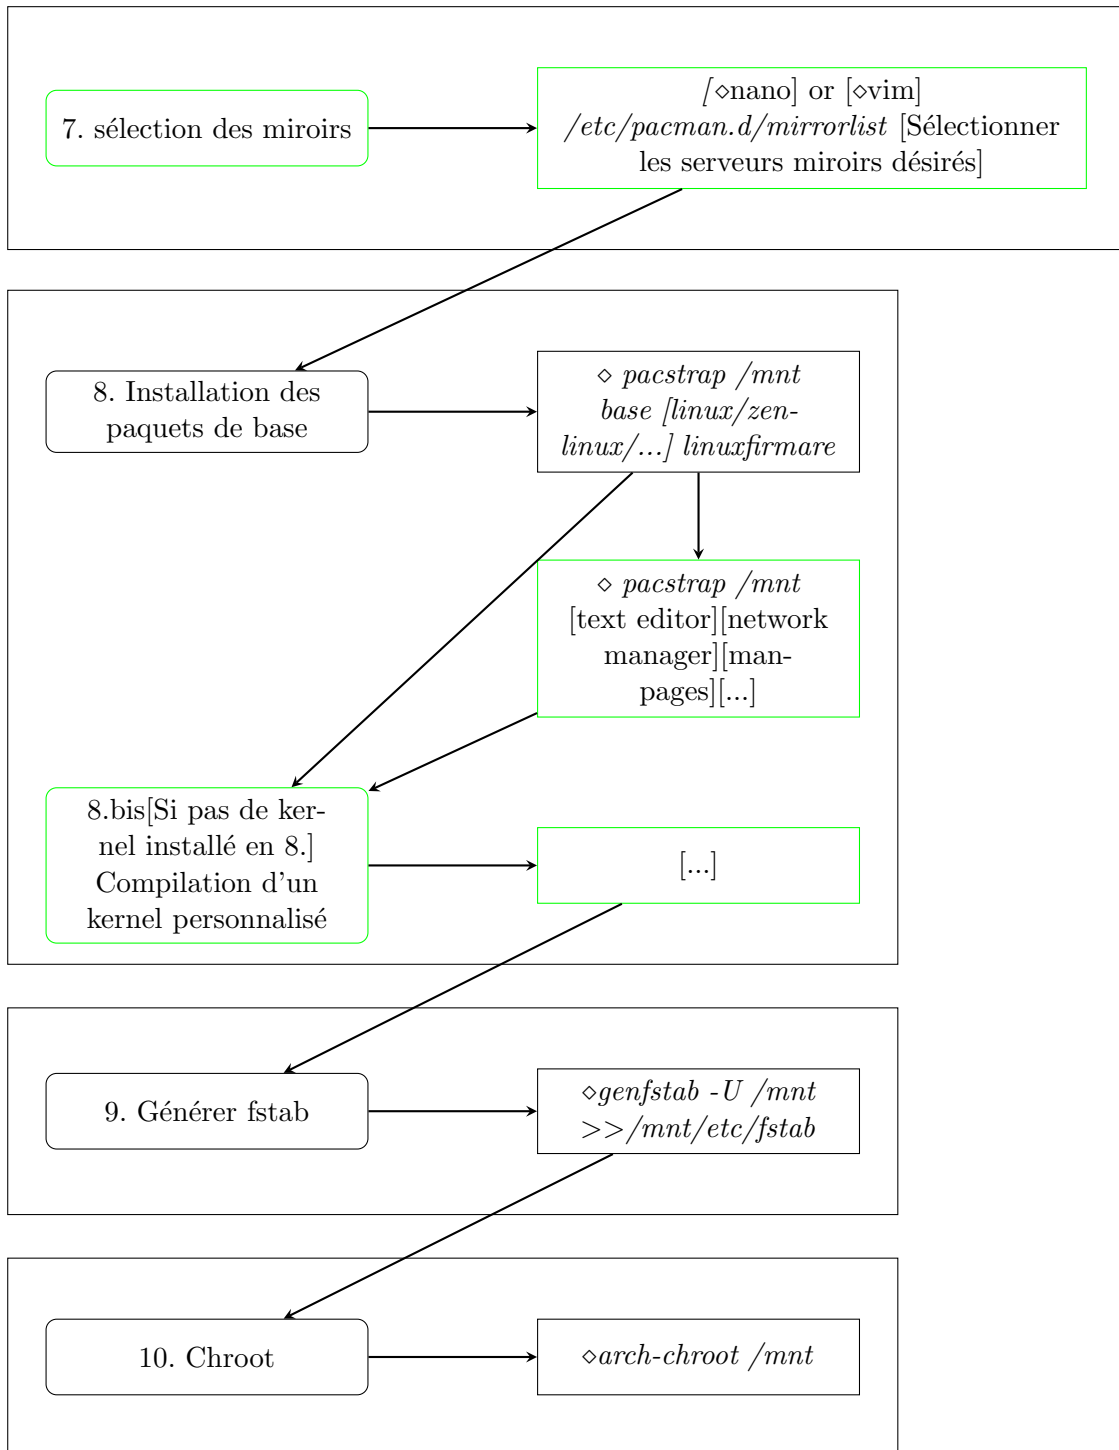 7. sélection des miroirs
[⋄nano] or [⋄vim]
/etc/pacman.d/mirrorlist [Sélectionner
les serveurs miroirs désirés]
8. Installation des
paquets de base
⋄ pacstrap /mnt
base [linux/zen-
linux/...] linuxfirmare
⋄ pacstrap /mnt
[text editor][network
manager][man-
pages][...]
8.bis[Si pas de ker-
nel installé en 8.]
Compilation d'un
kernel personnalisé
[...]
9. Générer fstab
⋄genfstab -U /mnt
>>/mnt/etc/fstab
10. Chroot
⋄arch-chroot /mnt